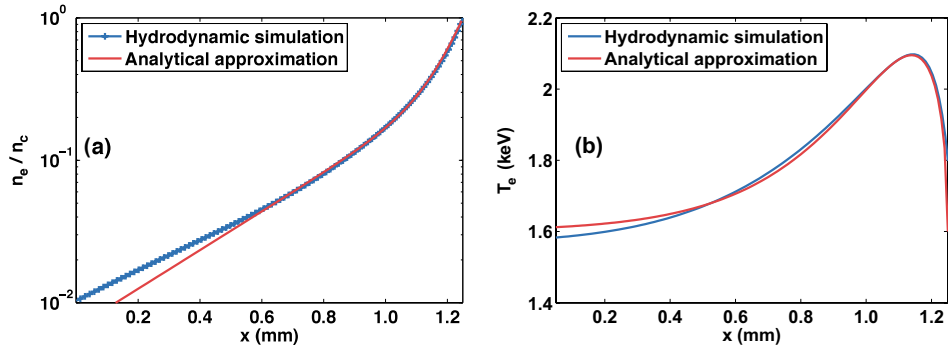 10^0
10^-1
10^-2
n_e / n_c
Hydrodynamic simulation
Analytical approximation
(a)
0.2 0.4 0.6 0.8 1.0 1.2
x (mm)
2.2
2
1.8
1.6
1.4
T_e (keV)
Hydrodynamic simulation
Analytical approximation
(b)
0.2 0.4 0.6 0.8 1.0 1.2
x (mm)